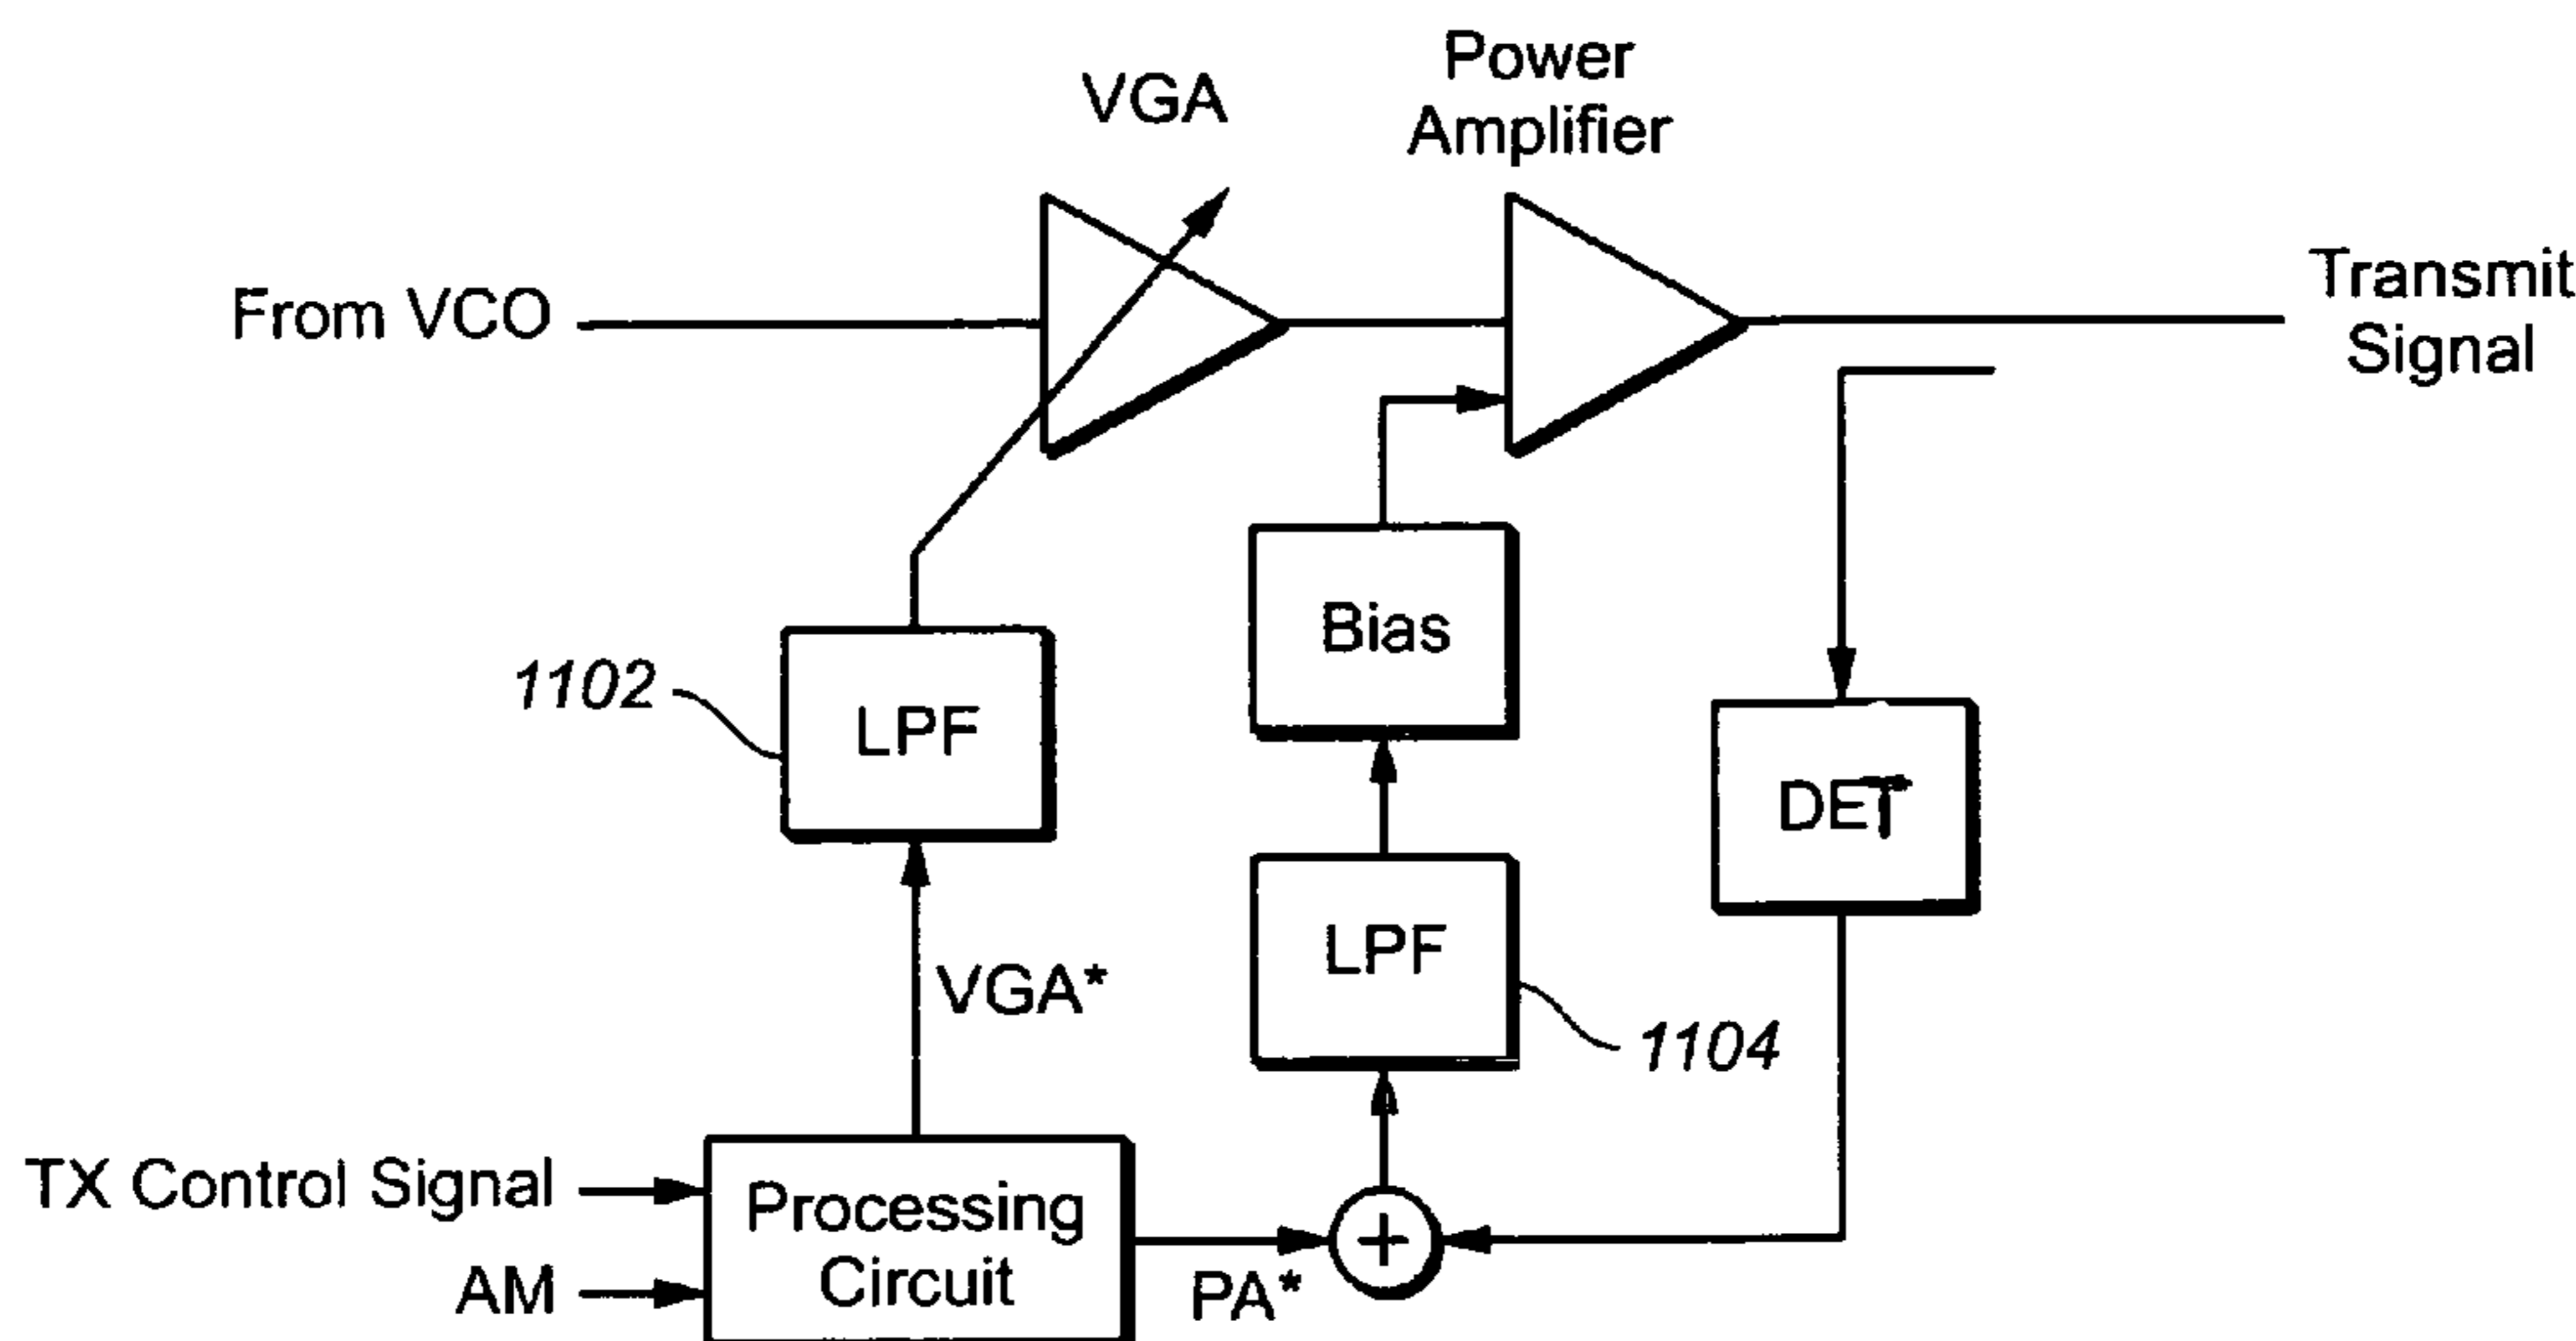 Power
Amplifier
VGA
From VCO
Transmit
Signal
Bias
1102
LPF
DET
LPF
VGA*
1104
TX Control Signal
Processing
Circuit
AM
PA*
+